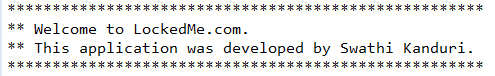 *****************************************************
** Welcome to LockedMe.com.
** This application was developed by Swathi Kanduri.
*****************************************************